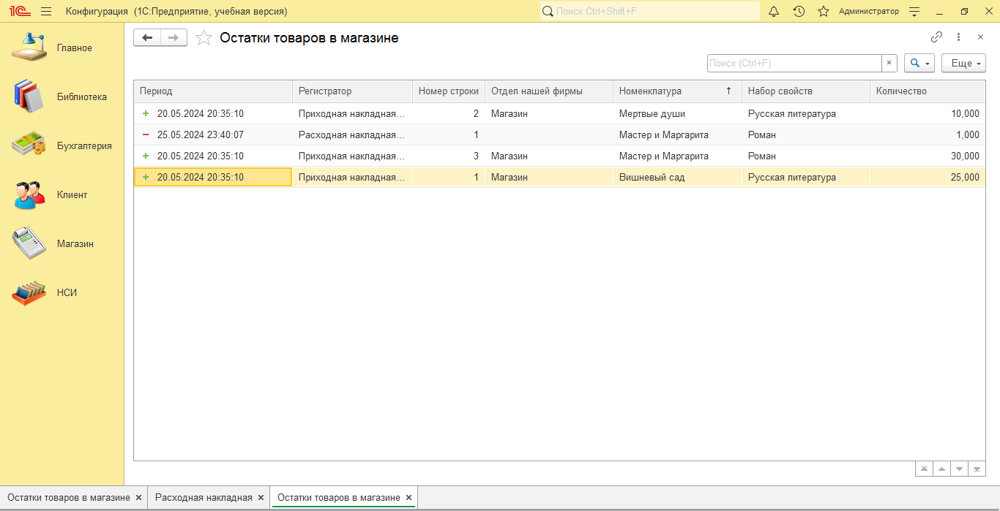 1С Конфигурация (1С:Предприятие, учебная версия) Поиск Ctrl+Shift+F Администратор
Главное
Библиотека
Бухгалтерия
Клиент
Магазин
НСИ
Остатки товаров в магазине
Поиск (Ctrl+F) × Еще
Период Регистратор Номер строки Отдел нашей фирмы Номенклатура ↑ Набор свойств Количество
+ 20.05.2024 20:35:10 Приходная накладная... 2 Магазин Мертвые души Русская литература 10,000
− 25.05.2024 23:40:07 Расходная накладная... 1 Мастер и Маргарита Роман 1,000
+ 20.05.2024 20:35:10 Приходная накладная... 3 Магазин Мастер и Маргарита Роман 30,000
+ 20.05.2024 20:35:10 Приходная накладная... 1 Магазин Вишневый сад Русская литература 25,000
Остатки товаров в магазине × Расходная накладная × Остатки товаров в магазине ×